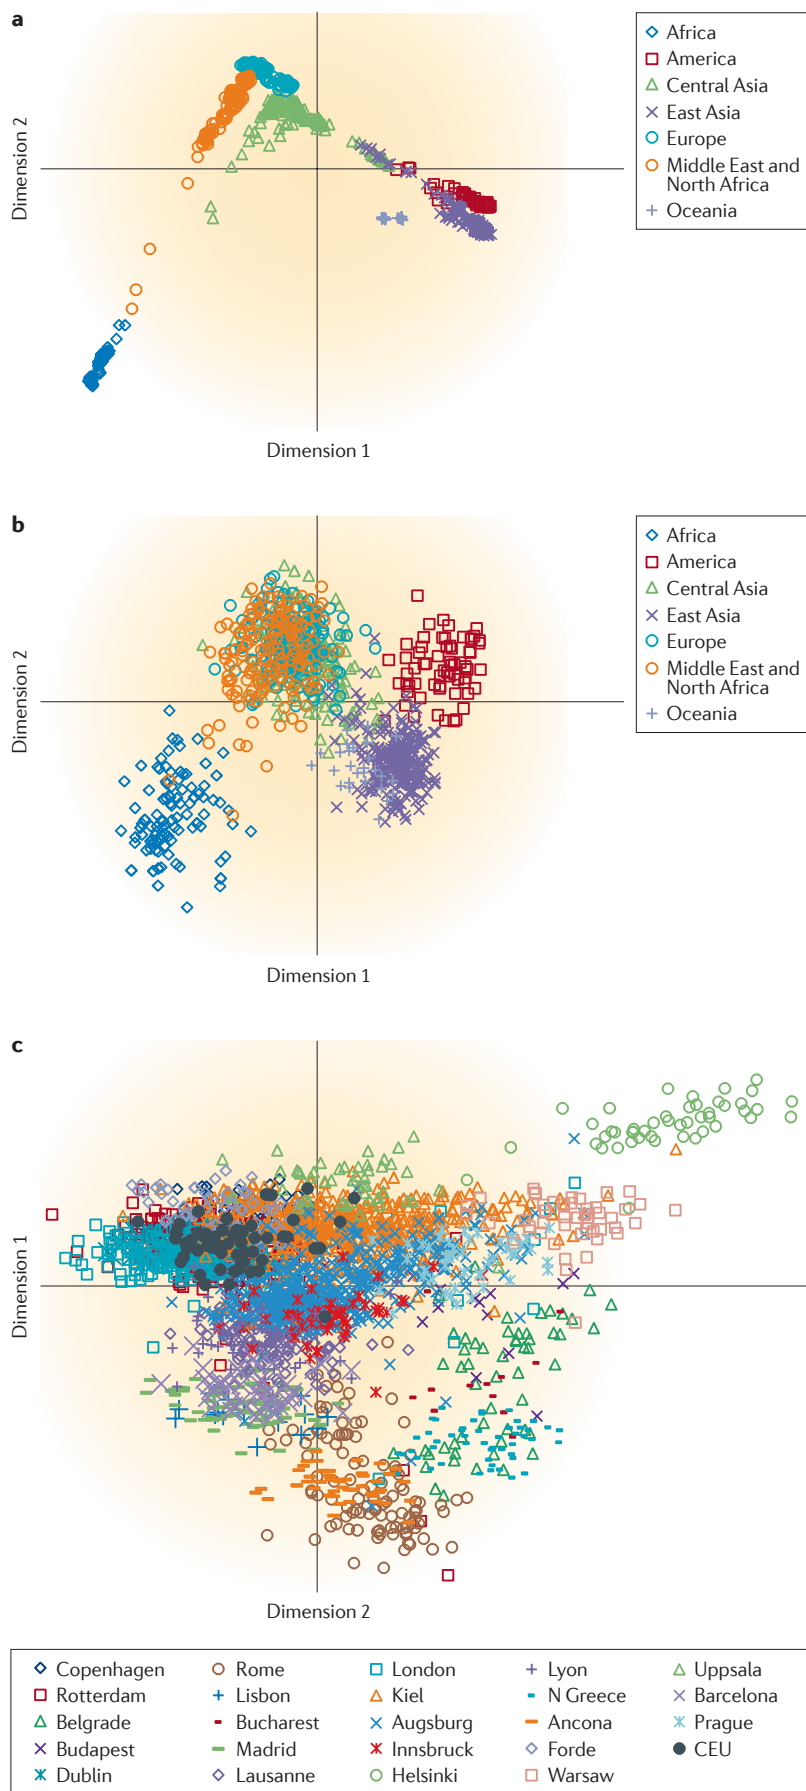 a
Dimension 2
Dimension 1
Africa
America
Central Asia
East Asia
Europe
Middle East and
North Africa
Oceania
b
Dimension 2
Dimension 1
Africa
America
Central Asia
East Asia
Europe
Middle East and
North Africa
Oceania
c
Dimension 1
Dimension 2
Copenhagen
Rotterdam
Belgrade
Budapest
Dublin
Rome
Lisbon
Bucharest
Madrid
Lausanne
London
Kiel
Augsburg
Innsbruck
Helsinki
Lyon
N Greece
Ancona
Forde
Warsaw
Uppsala
Barcelona
Prague
CEU